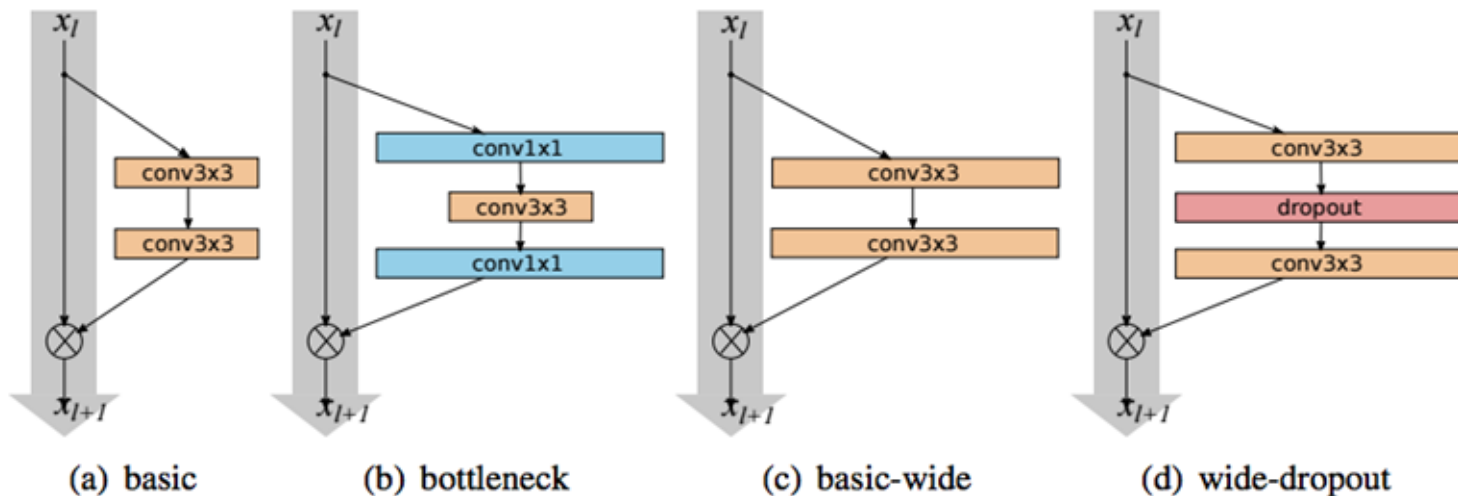 x_l x_l x_l x_l
conv1x1 conv3x3
conv3x3 conv3x3
conv3x3 dropout
conv3x3 conv3x3
conv1x1 conv3x3
x_{l+1} x_{l+1} x_{l+1} x_{l+1}
(a) basic (b) bottleneck (c) basic-wide (d) wide-dropout